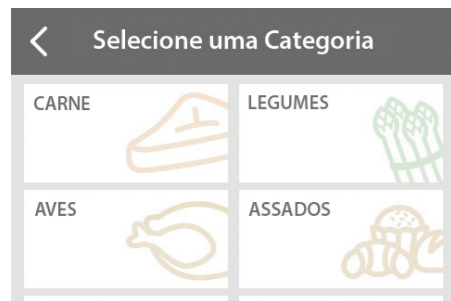 Selecione uma Categoria
CARNE
LEGUMES
AVES
ASSADOS